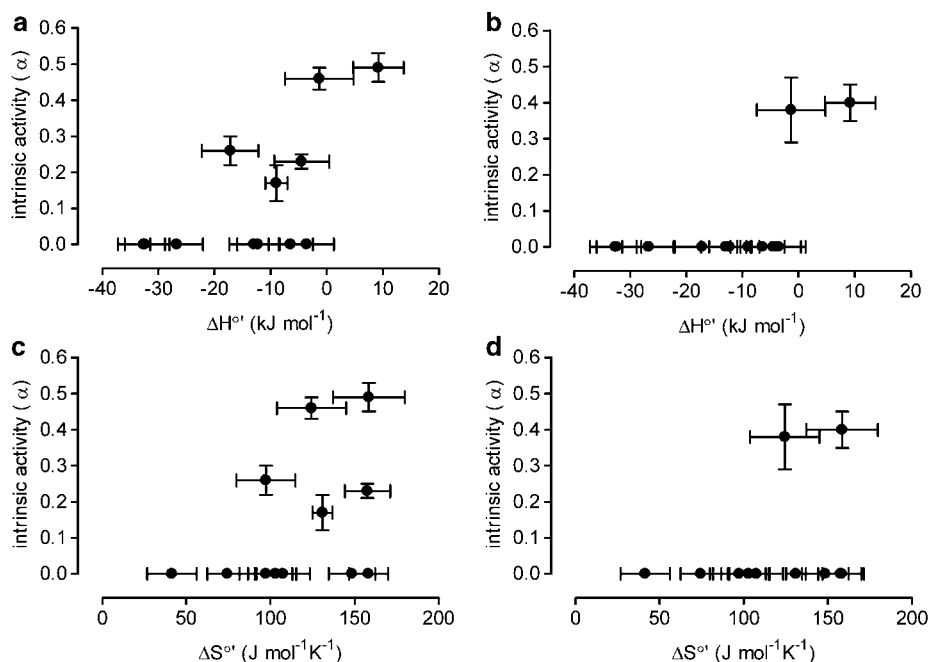 a
b
0.6
0.5
0.4
0.3
0.2
0.1
0.0
intrinsic activity (α)
-40 -30 -20 -10 0 10 20
ΔH°' (kJ mol⁻¹)
0.6
0.5
0.4
0.3
0.2
0.1
0.0
intrinsic activity (α)
-40 -30 -20 -10 0 10 20
ΔH°' (kJ mol⁻¹)
c
d
0.6
0.5
0.4
0.3
0.2
0.1
0.0
intrinsic activity (α)
0 50 100 150 200
ΔS°' (J mol⁻¹K⁻¹)
0.6
0.5
0.4
0.3
0.2
0.1
0.0
intrinsic activity (α)
0 50 100 150 200
ΔS°' (J mol⁻¹K⁻¹)